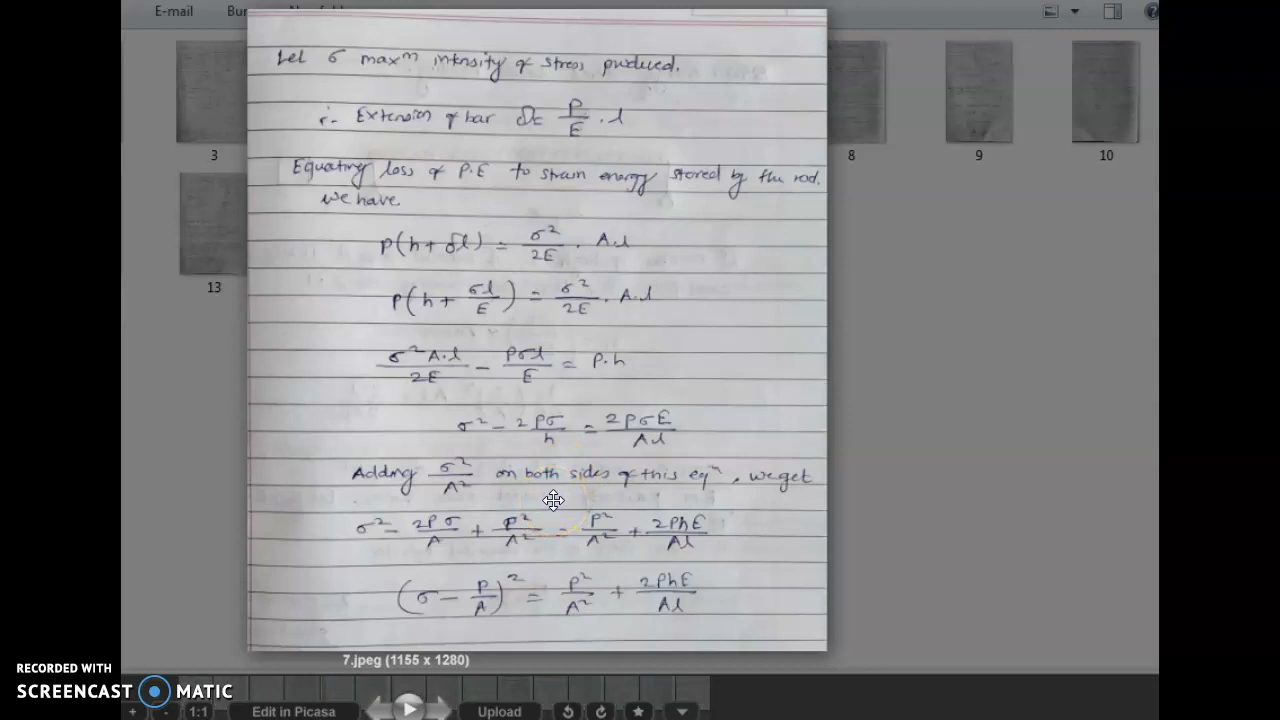 E-mail
Let σ maxᵐ intensity of stress produced.
∴ Extension of bar δ = P/E . l
Equating loss of P.E to strain energy stored by the rod.
we have
P(h + δl) = σ²/2E . A.l
P(h + σl/E) = σ²/2E . A.l
σ²A.l/2E - Pσl/E = P.h
σ² - 2Pσ/h = 2PσE/Al
Adding σ²/A² on both sides of this eqⁿ, we get
σ² - 2Pσ/A + P²/A² = P²/A² + 2PhE/Al
(σ - P/A)² = P²/A² + 2PhE/Al
3
8
9
10
13
7.jpeg (1155 x 1280)
RECORDED WITH
SCREENCAST MATIC
+ - 1:1 Edit in Picasa Upload